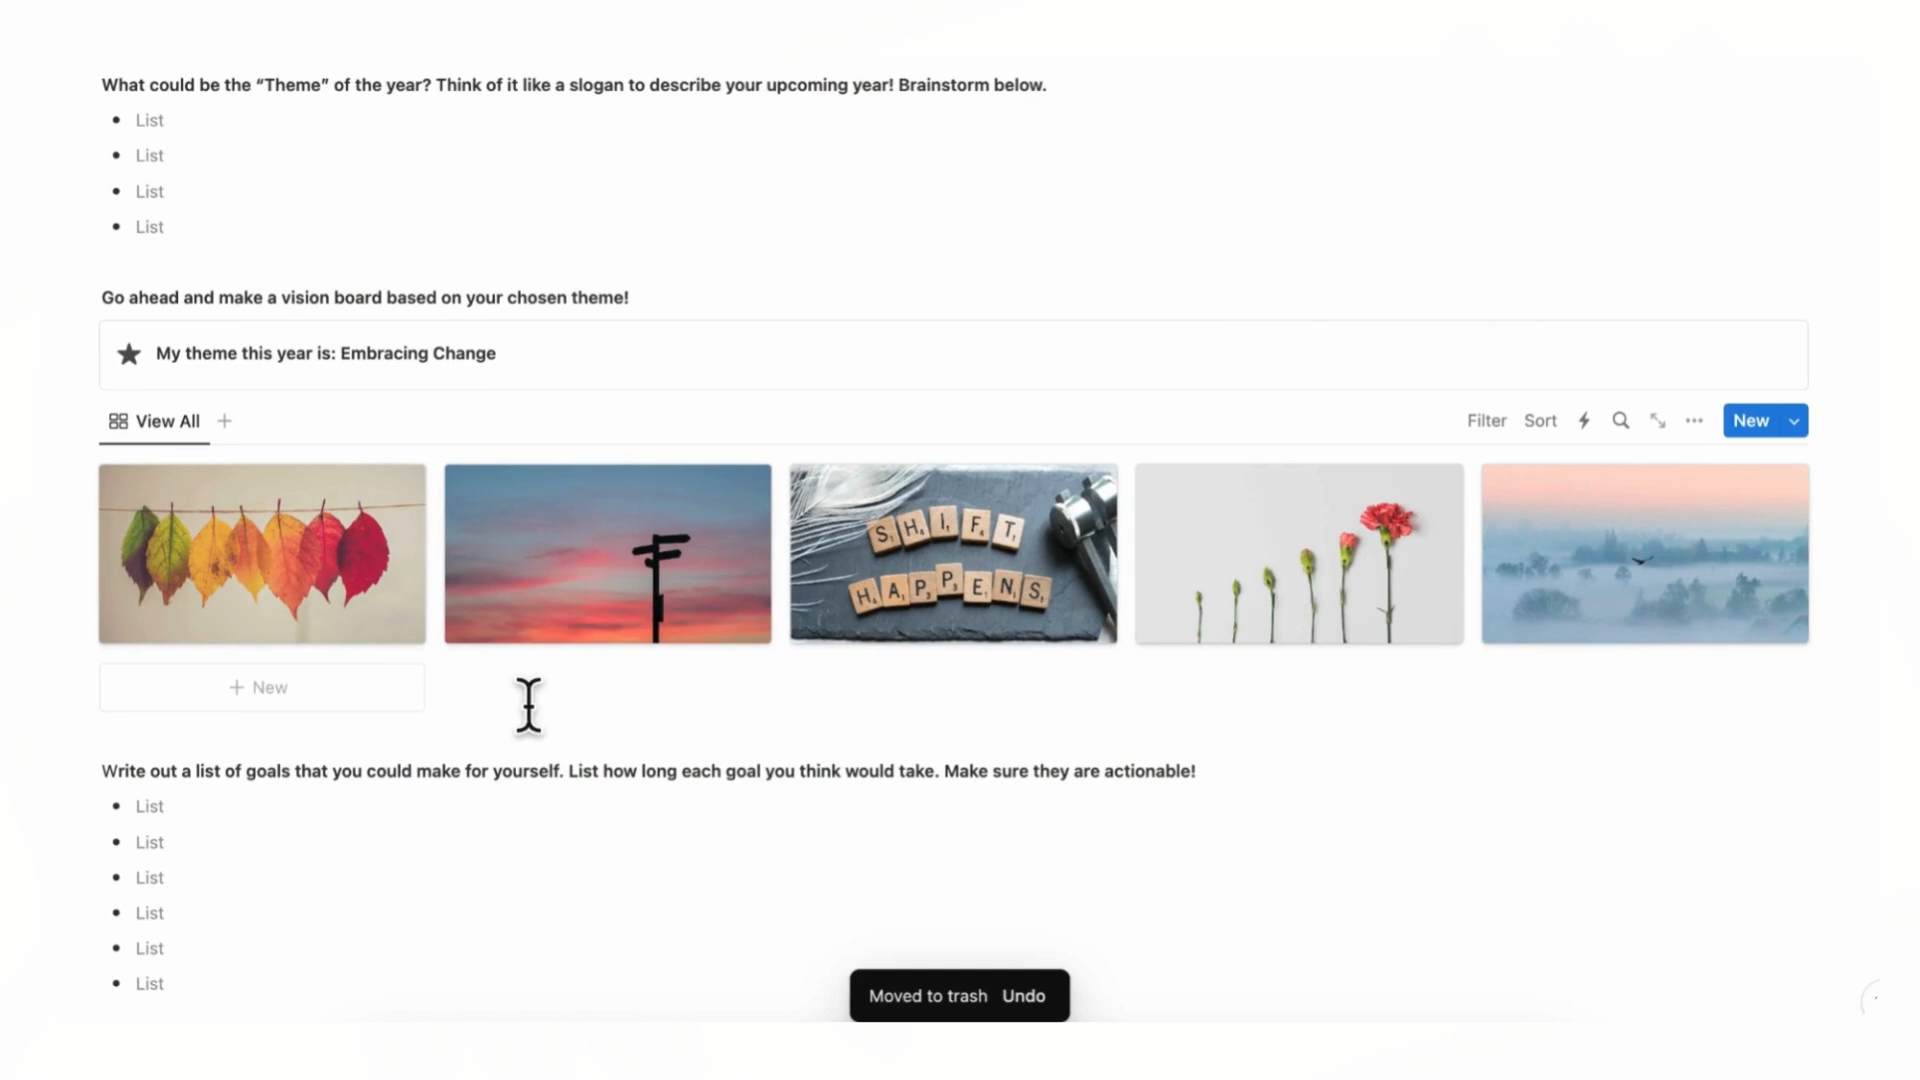 What could be the “Theme” of the year? Think of it like a slogan to describe your upcoming year! Brainstorm below.
• List
• List
• List
• List
Go ahead and make a vision board based on your chosen theme!
My theme this year is: Embracing Change
View All +
Filter Sort ••• New
SHIFT
HAPPENS
+ New
Write out a list of goals that you could make for yourself. List how long each goal you think would take. Make sure they are actionable!
• List
• List
• List
• List
• List
• List
Moved to trash Undo